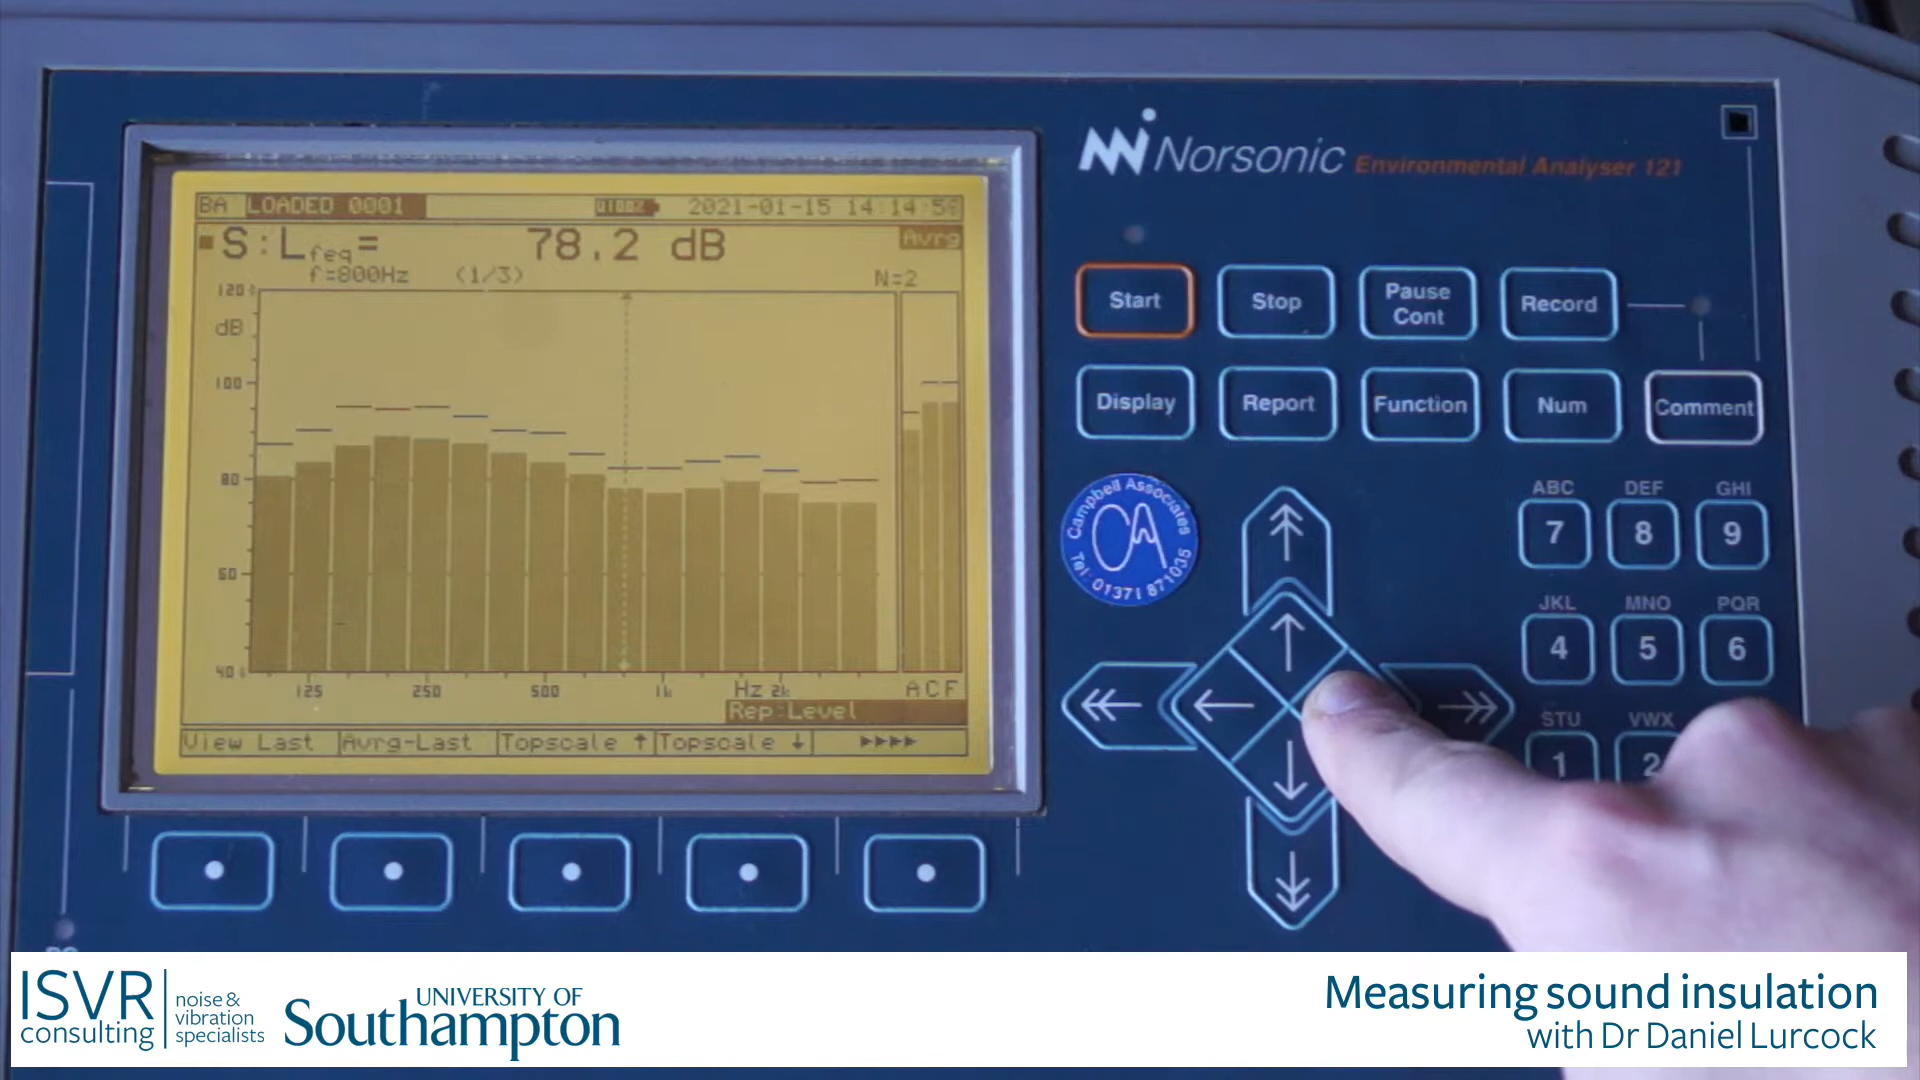 Norsonic Environmental Analyser 121
BA LOADED 0001 2021-01-15 14:14:56
S:Lfeq= 78.2 dB Avrg
f=800Hz (1/3) N=2
120
dB
100
80
60
40
125 250 500 1k Hz 2k A C F
Rep:Level
View Last Avrg-Last Topscale ↑ Topscale ↓
Start Stop Pause Cont Record
Display Report Function Num Comment
Campbell Associates
CA
Tel: 01371 871035
ABC DEF GHI
7 8 9
JKL MNO PQR
4 5 6
STU VWX
1 2
ISVR consulting
noise &
vibration
specialists
UNIVERSITY OF
Southampton
Measuring sound insulation
with Dr Daniel Lurcock